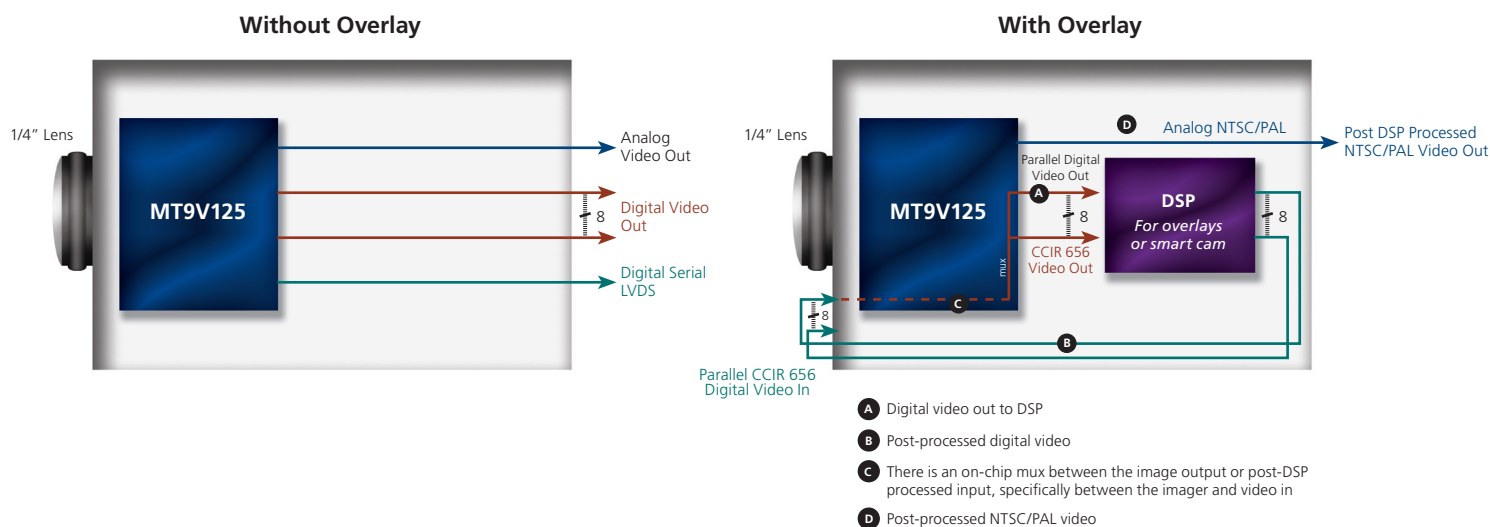 Without Overlay
1/4” Lens
MT9V125
Analog
Video Out
Digital Video
Out
8
Digital Serial
LVDS
With Overlay
1/4” Lens
MT9V125
D
Analog NTSC/PAL
Post DSP Processed
NTSC/PAL Video Out
Parallel Digital
Video Out
A
8
CCIR 656
Video Out
mux
DSP
For overlays
or smart cam
8
C
8
B
Parallel CCIR 656
Digital Video In
A Digital video out to DSP
B Post-processed digital video
C There is an on-chip mux between the image output or post-DSP
processed input, specifically between the imager and video in
D Post-processed NTSC/PAL video